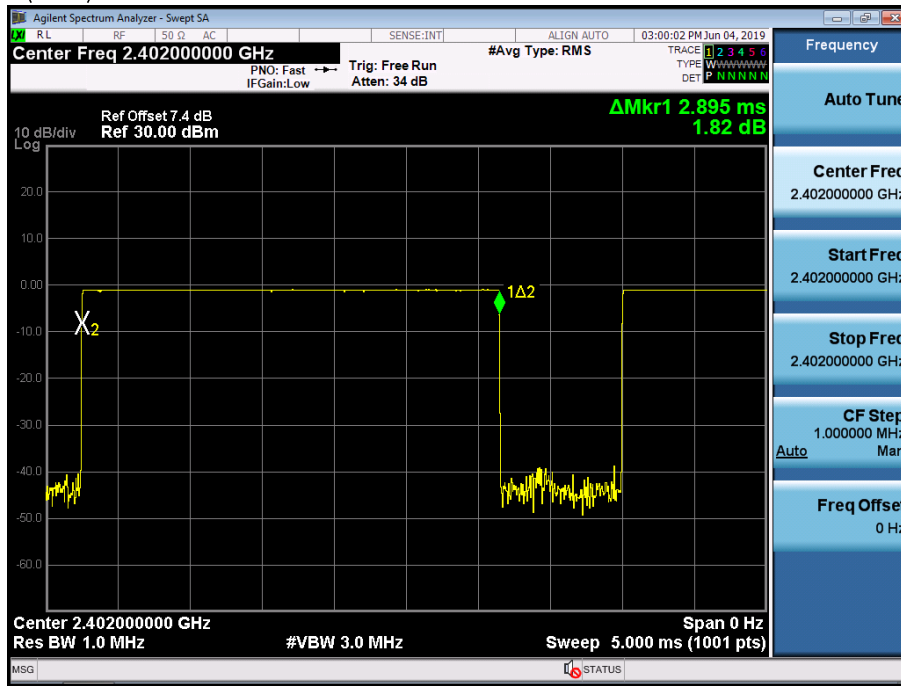 Agilent Spectrum Analyzer - Swept SA
LXI RL RF 50 Ω AC SENSE:INT ALIGN AUTO 03:00:02 PM Jun 04, 2019
Center Freq 2.402000000 GHz
PNO: Fast
IFGain:Low
Trig: Free Run
Atten: 34 dB
#Avg Type: RMS
TRACE 1 2 3 4 5 6
TYPE WWWWWW
DET P N N N N N
ΔMkr1 2.895 ms
1.82 dB
Ref Offset 7.4 dB
10 dB/div Ref 30.00 dBm
Log
20.0
10.0
0.00
1Δ2
2
-10.0
-20.0
-30.0
-40.0
-50.0
-60.0
Center 2.402000000 GHz Span 0 Hz
Res BW 1.0 MHz #VBW 3.0 MHz Sweep 5.000 ms (1001 pts)
MSG STATUS
Frequency
Auto Tune
Center Freq
2.402000000 GHz
Start Freq
2.402000000 GHz
Stop Freq
2.402000000 GHz
CF Step
1.000000 MHz
Auto Man
Freq Offset
0 Hz